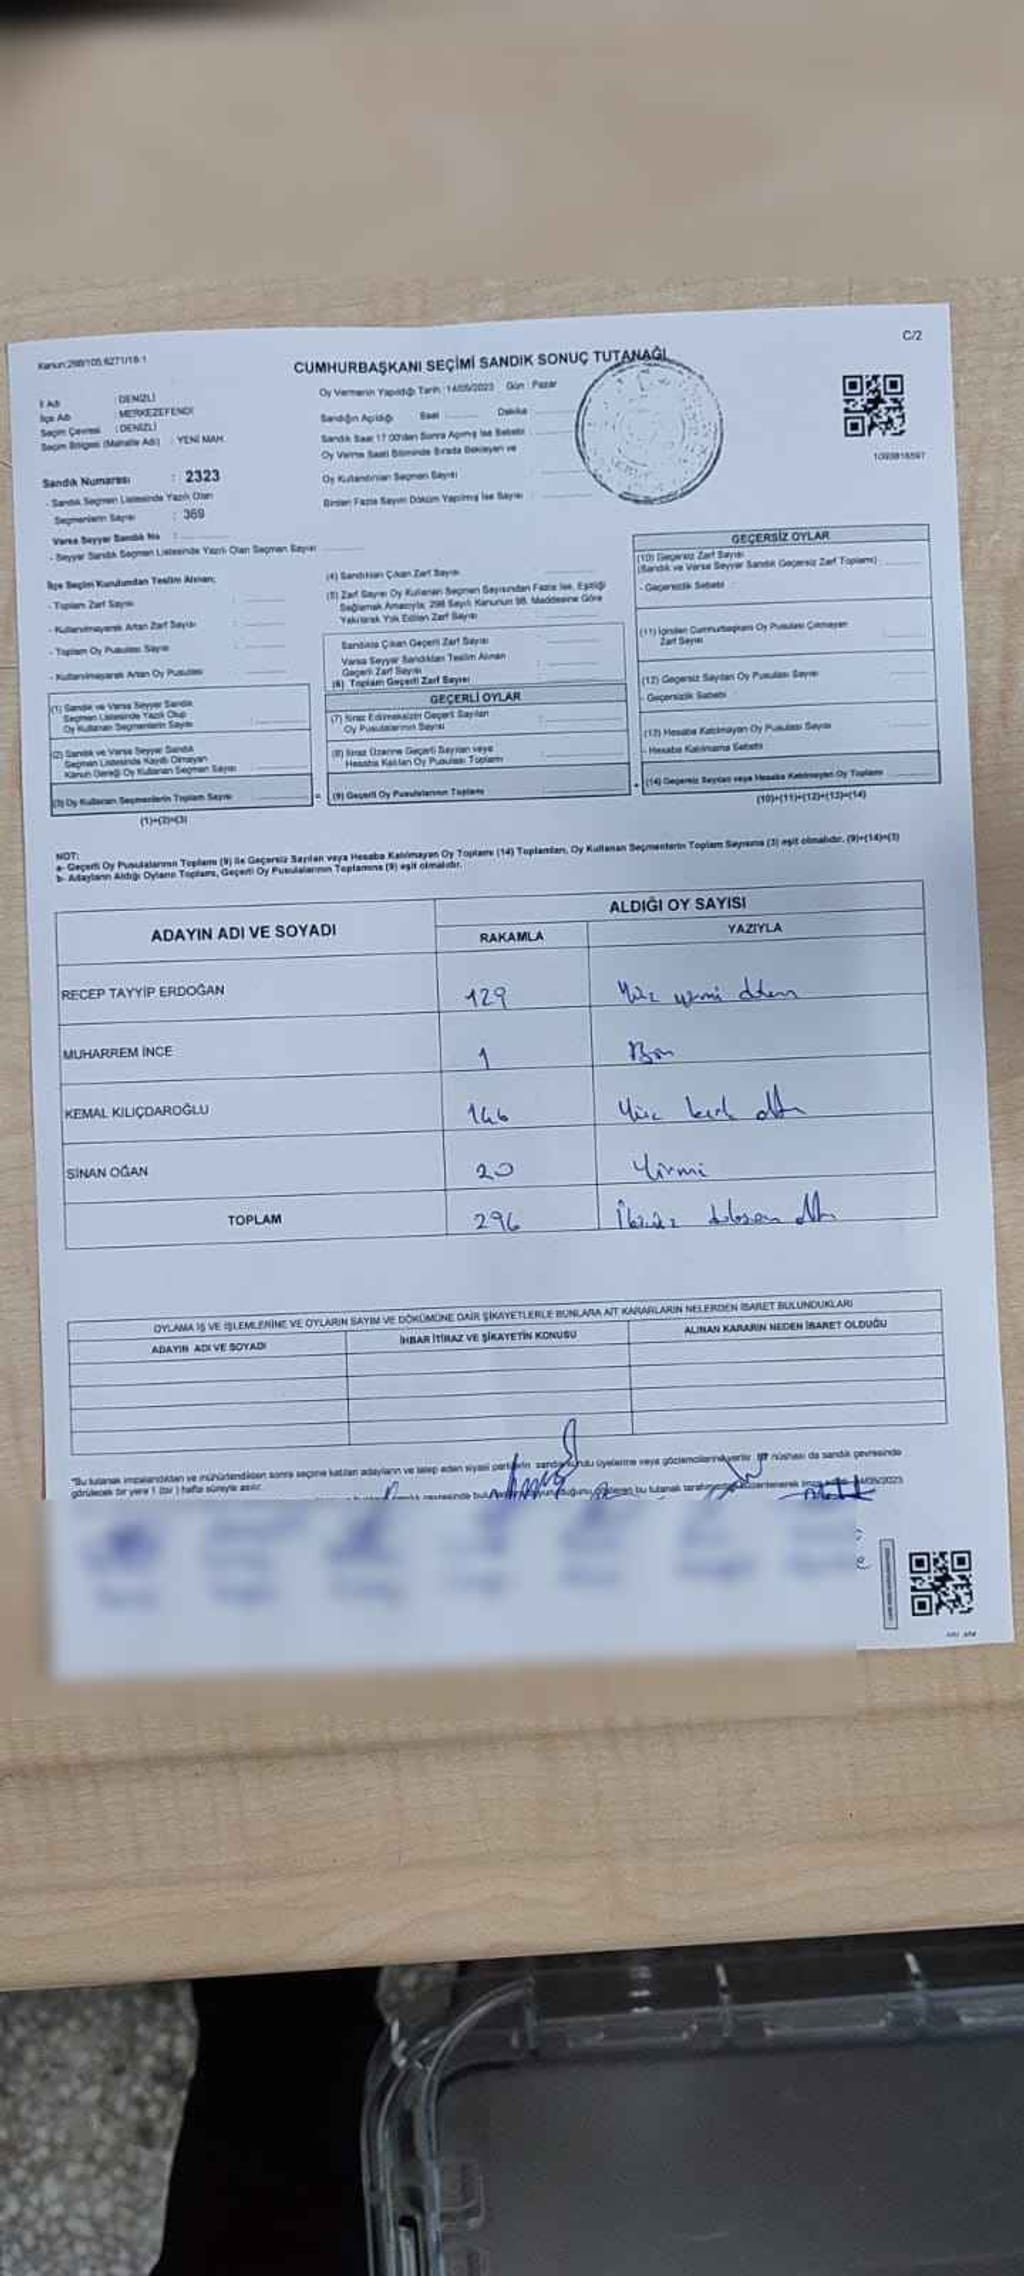 C/2
Kanun:298/105,6271/18-1
CUMHURBAŞKANI SEÇİMİ SANDIK SONUÇ TUTANAĞI
Oy Vermenin Yapıldığı Tarih :14/05/2023 Gün : Pazar
İl Adı : DENİZLİ
İlçe Adı : MERKEZEFENDİ
Seçim Çevresi : DENİZLİ
Seçim Bölgesi (Mahalle Adı) : YENİ MAH.
Sandığın Açıldığı Saat Dakika
Sandık Saat 17.00'den Sonra Açılmış İse Sebebi
Oy Verme Saati Bitiminde Sırada Bekleyen ve
Oy Kullandırılan Seçmen Sayısı
Birden Fazla Sayım Döküm Yapılmış İse Sayısı
1093816597
Sandık Numarası : 2323
- Sandık Seçmen Listesinde Yazılı Olan
Seçmenlerin Sayısı : 369
Varsa Seyyar Sandık No :
- Seyyar Sandık Seçmen Listesinde Yazılı Olan Seçmen Sayısı
İlçe Seçim Kurulundan Teslim Alınan;
- Toplam Zarf Sayısı :
- Kullanılmayarak Artan Zarf Sayısı :
- Toplam Oy Pusulası Sayısı :
- Kullanılmayarak Artan Oy Pusulası :
(4) Sandıktan Çıkan Zarf Sayısı
(5) Zarf Sayısı Oy Kullanan Seçmen Sayısından Fazla İse, Eşitliği
Sağlamak Amacıyla, 298 Sayılı Kanunun 98. Maddesine Göre
Yakılarak Yok Edilen Zarf Sayısı
Sandıkta Çıkan Geçerli Zarf Sayısı
Varsa Seyyar Sandıktan Teslim Alınan
Geçerli Zarf Sayısı
(6) Toplam Geçerli Zarf Sayısı
GEÇERSİZ OYLAR
(10) Geçersiz Zarf Sayısı
(Sandık ve Varsa Seyyar Sandık Geçersiz Zarf Toplamı)
- Geçersizlik Sebebi
(11) İçinden Cumhurbaşkanı Oy Pusulası Çıkmayan
Zarf Sayısı
(12) Geçersiz Sayılan Oy Pusulası Sayısı
- Geçersizlik Sebebi
(13) Hesaba Katılmayan Oy Pusulası Sayısı
- Hesaba Katılmama Sebebi
(14) Geçersiz Sayılan veya Hesaba Katılmayan Oy Toplamı
(10)+(11)+(12)+(13)=(14)
(1) Sandık ve Varsa Seyyar Sandık
Seçmen Listesinde Yazılı Olup
Oy Kullanan Seçmenlerin Sayısı
(2) Sandık ve Varsa Seyyar Sandık
Seçmen Listesinde Kaydı Olmayan
Kanun Gereği Oy Kullanan Seçmen Sayısı
(3) Oy Kullanan Seçmenlerin Toplam Sayısı
(1)+(2)=(3)
GEÇERLİ OYLAR
(7) İtiraz Edilmeksizin Geçerli Sayılan
Oy Pusulalarının Sayısı
(8) İtiraz Üzerine Geçerli Sayılan veya
Hesaba Katılan Oy Pusulası Toplamı
(9) Geçerli Oy Pusulalarının Toplamı
NOT:
a- Geçerli Oy Pusulalarının Toplamı (9) ile Geçersiz Sayılan veya Hesaba Katılmayan Oy Toplamı (14) Toplamları, Oy Kullanan Seçmenlerin Toplam Sayısına (3) eşit olmalıdır. (9)+(14)=(3)
b- Adayların Aldığı Oyların Toplamı, Geçerli Oy Pusulalarının Toplamına (9) eşit olmalıdır.
ADAYIN ADI VE SOYADI ALDIĞI OY SAYISI
RAKAMLA YAZIYLA
RECEP TAYYİP ERDOĞAN 129 Yüz yirmi dokuz
MUHARREM İNCE 1 Bir
KEMAL KILIÇDAROĞLU 146 Yüz kırk altı
SİNAN OĞAN 20 Yirmi
TOPLAM 296 İkiyüz doksan altı
OYLAMA İŞ VE İŞLEMLERİNE VE OYLARIN SAYIM VE DÖKÜMÜNE DAİR ŞİKAYETLERLE BUNLARA AİT KARARLARIN NELERDEN İBARET BULUNDUKLARI
ADAYIN ADI VE SOYADI İHBAR İTİRAZ VE ŞİKAYETİN KONUSU ALINAN KARARIN NEDEN İBARET OLDUĞU
"Bu tutanak imzalandıktan ve mühürlendikten sonra seçime katılan adayların ve talep eden siyasi partilerin sandık kurulu üyelerine veya gözlemcilerine verilir. Bir nüshası da sandık çevresinde
görülecek bir yere 1 (bir) hafta süreyle asılır.
bu tutanak 14/05/2023